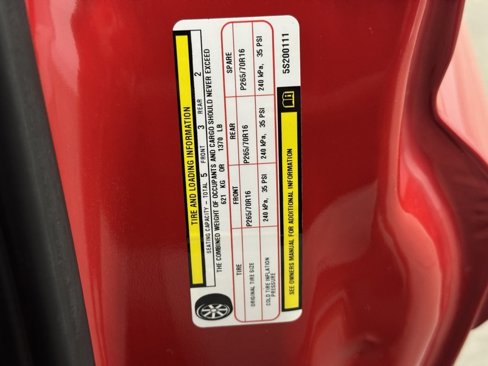 TIRE AND LOADING INFORMATION
SEATING CAPACITY - TOTAL 5 FRONT 3 REAR 2
THE COMBINED WEIGHT OF OCCUPANTS AND CARGO SHOULD NEVER EXCEED
621 KG OR 1370 LB
TIRE FRONT REAR SPARE
ORIGINAL TIRE SIZE P265/70R16 P265/70R16 P265/70R16
COLD TIRE INFLATION PRESSURE 240 kPa, 35 PSI 240 kPa, 35 PSI 240 kPa, 35 PSI
SEE OWNERS MANUAL FOR ADDITIONAL INFORMATION
5S200111